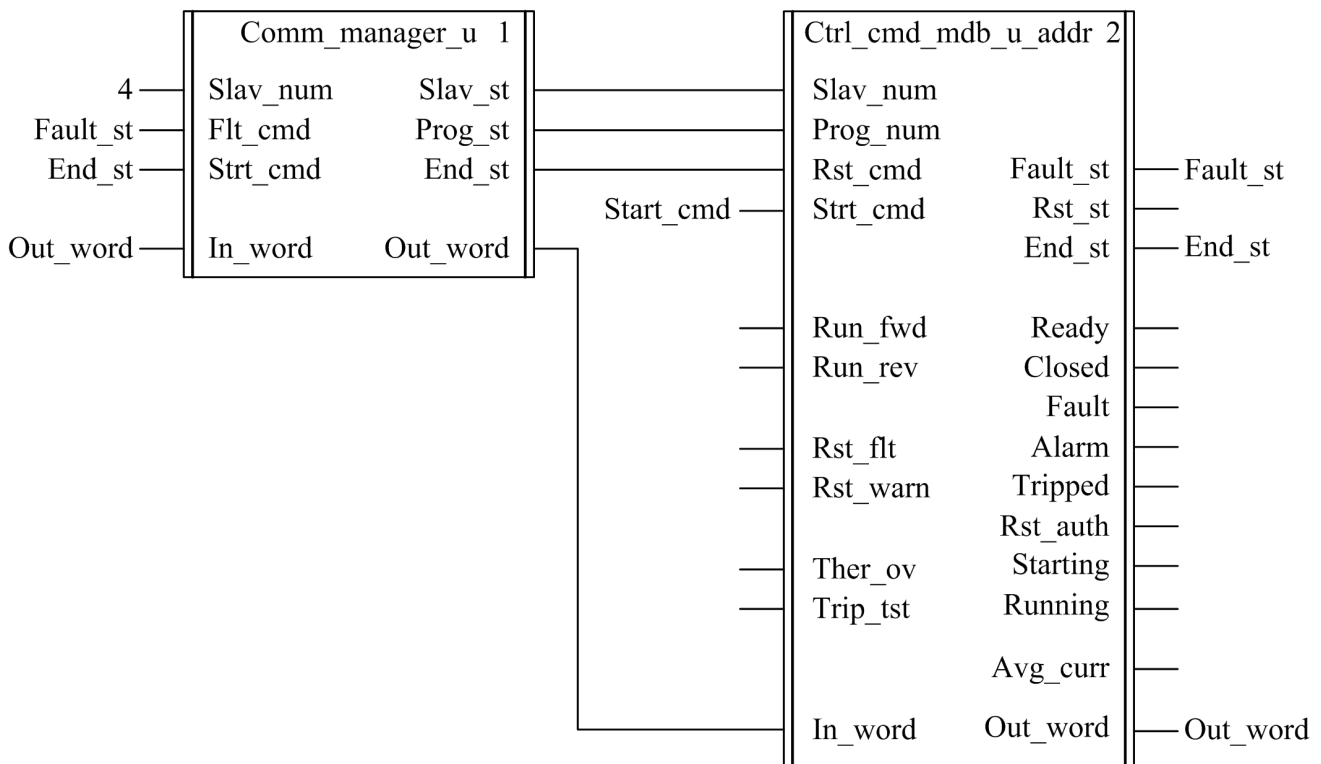 Comm_manager_u 1
Ctrl_cmd_mdb_u_addr 2
4 Slav_num Slav_st Slav_num
Fault_st Flt_cmd Prog_st Prog_num
End_st Strt_cmd End_st Rst_cmd Fault_st Fault_st
Start_cmd Strt_cmd Rst_st
Out_word In_word Out_word End_st End_st
Run_fwd Ready
Run_rev Closed
Fault
Rst_flt Alarm
Rst_warn Tripped
Rst_auth
Ther_ov Starting
Trip_tst Running
Avg_curr
In_word Out_word Out_word